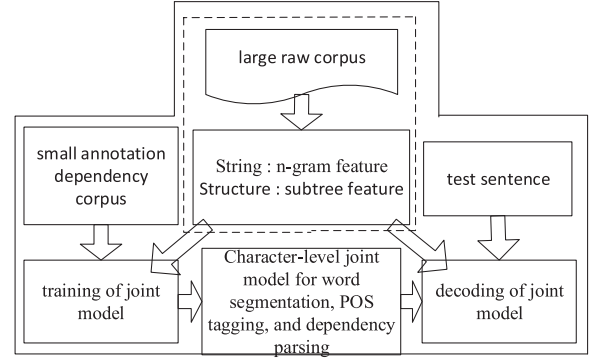 large raw corpus
String : n-gram feature
Structure : subtree feature
small annotation
dependency
corpus
test sentence
training of joint
model
Character-level joint
model for word
segmentation, POS
tagging, and dependency
parsing
decoding of joint
model